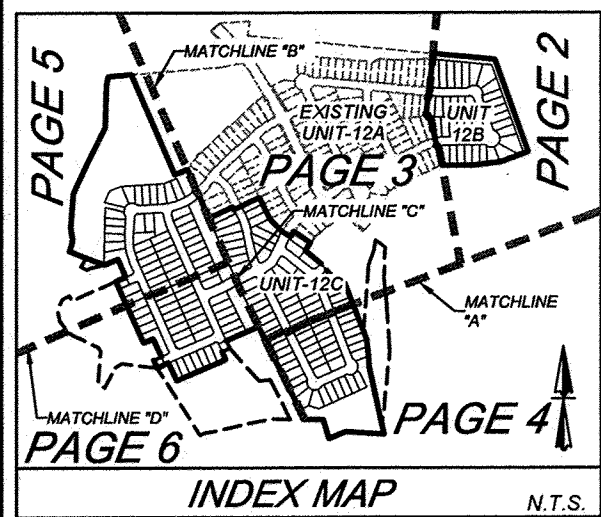 MATCHLINE "B"
PAGE 5
EXISTING
UNIT-12A
UNIT
12B
PAGE 2
PAGE 3
MATCHLINE "C"
UNIT-12C
MATCHLINE
"A"
MATCHLINE "D"
PAGE 6
PAGE 4
INDEX MAP
N.T.S.